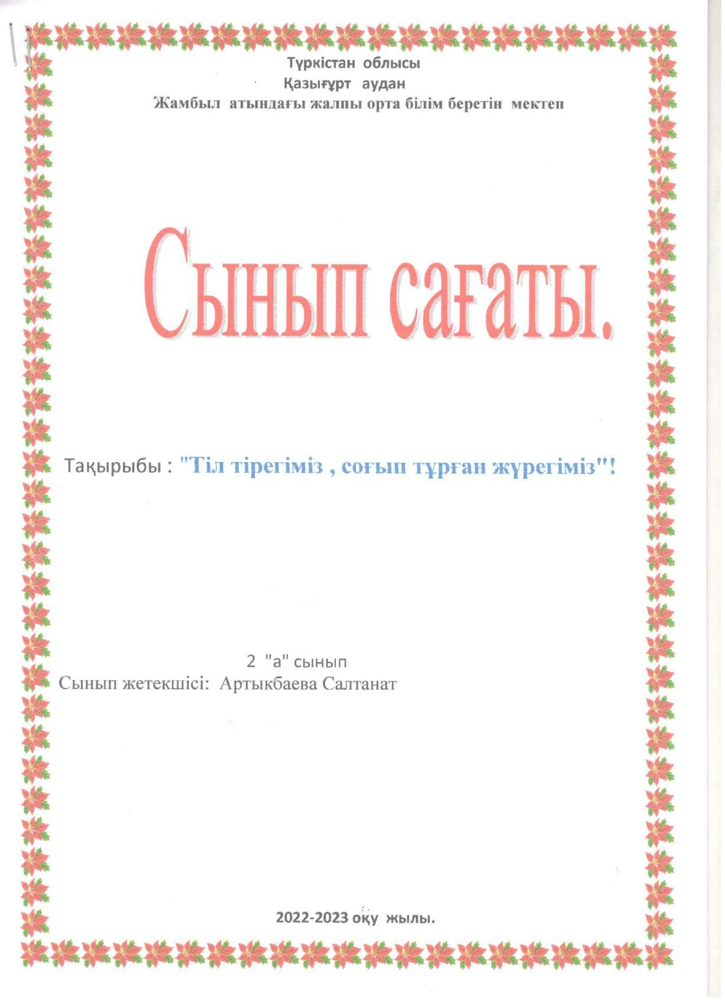 Түркістан облысы
Қазығұрт аудан
Жамбыл атындағы жалпы орта білім беретін мектеп
Сынып сағаты.
Тақырыбы : "Тіл тірегіміз , соғып тұрған жүрегіміз"!
2 "а" сынып
Сынып жетекшісі: Артыкбаева Салтанат
2022-2023 оқу жылы.